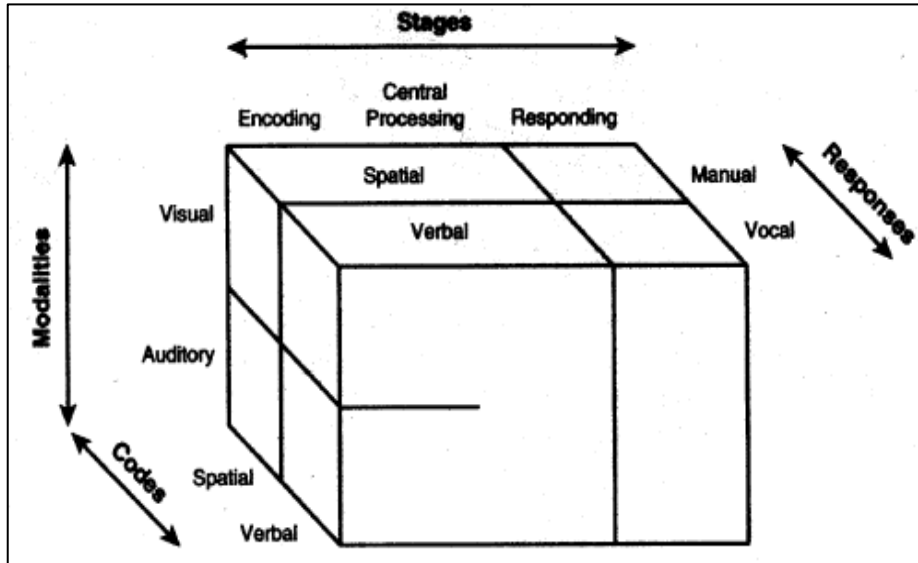 Stages
Encoding
Central
Processing
Responding
Spatial
Manual
Responses
Visual
Verbal
Vocal
Modalities
Auditory
Codes
Spatial
Verbal